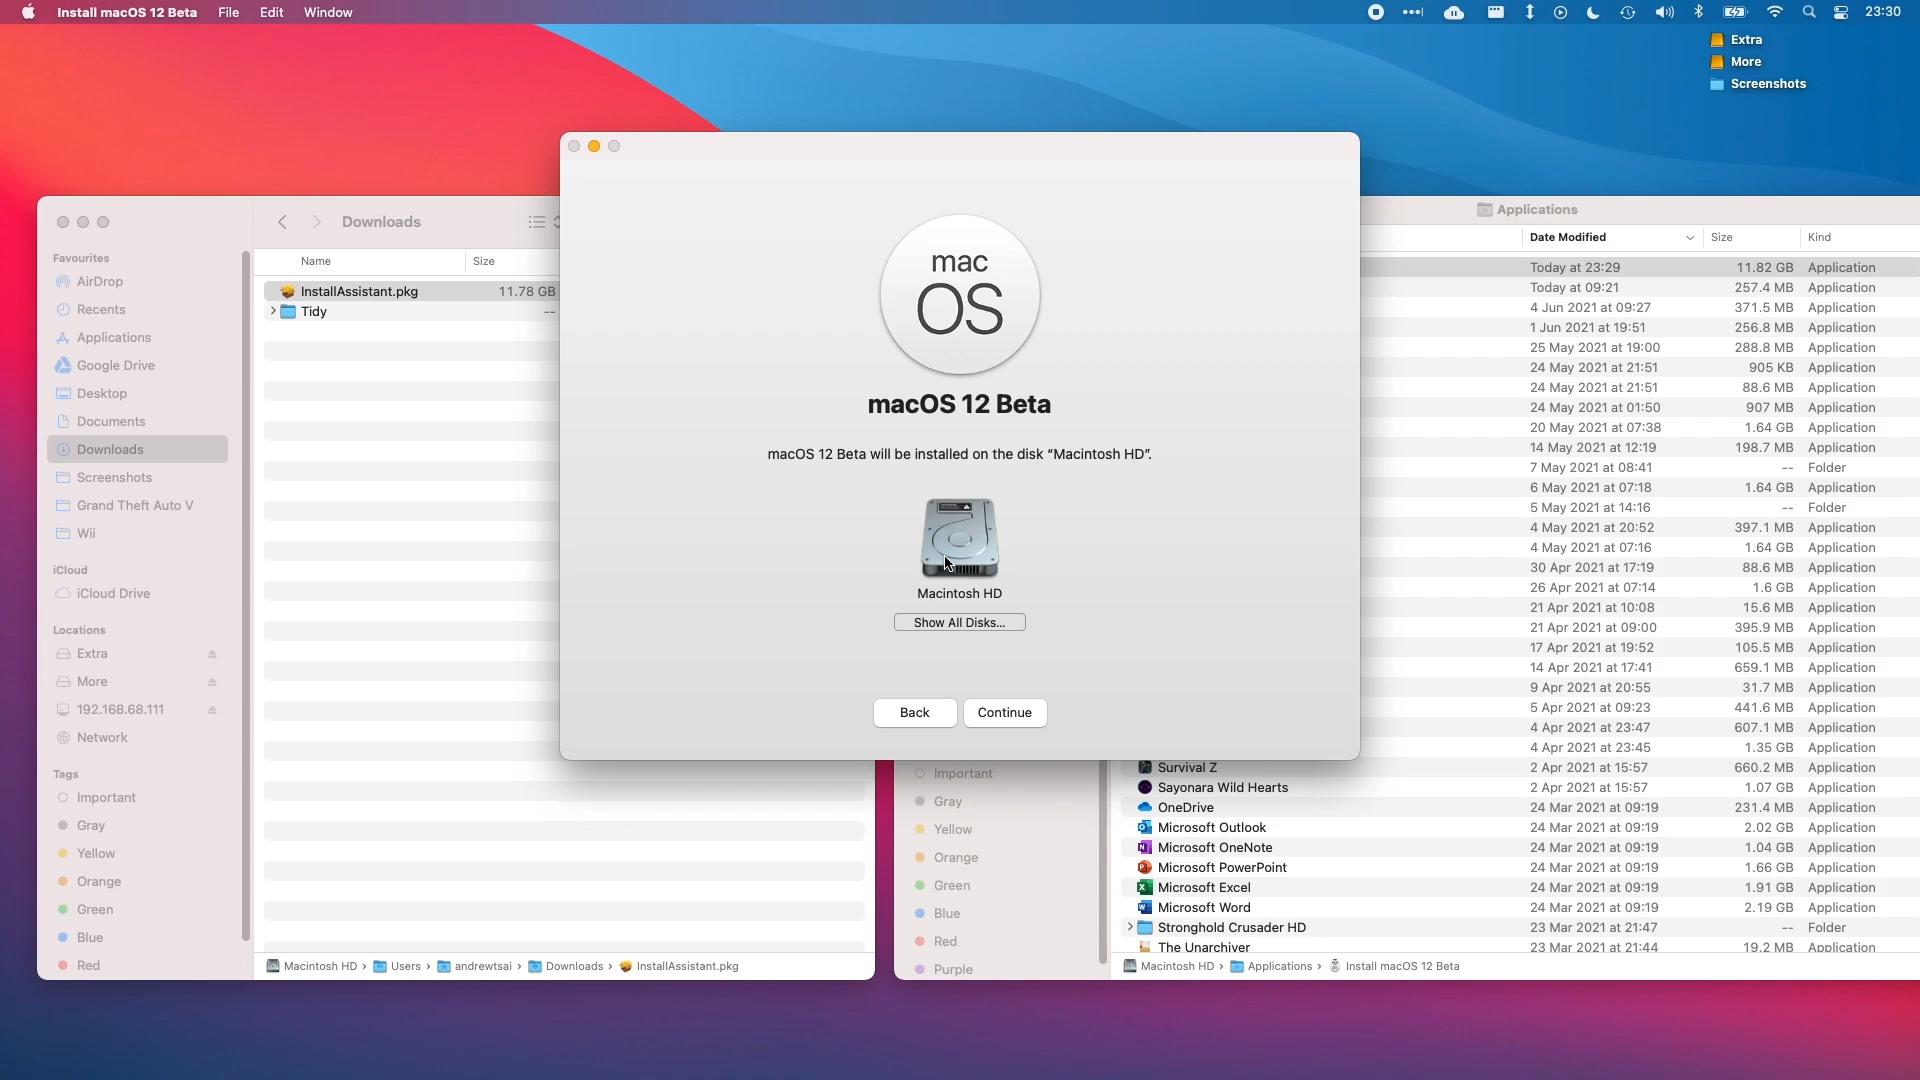 Install macOS 12 Beta File Edit Window 23:30
Extra
More
Screenshots
Downloads
Name Size
InstallAssistant.pkg 11.78 GB
Tidy --
Favourites
AirDrop
Recents
Applications
Google Drive
Desktop
Documents
Downloads
Screenshots
Grand Theft Auto V
Wii
iCloud
iCloud Drive
Locations
Extra
More
192.168.68.111
Network
Tags
Important
Gray
Yellow
Orange
Green
Blue
Red
Macintosh HD › Users › andrewtsai › Downloads › InstallAssistant.pkg
mac
OS
macOS 12 Beta
macOS 12 Beta will be installed on the disk “Macintosh HD”.
Macintosh HD
Show All Disks...
Back Continue
Applications
Date Modified Size Kind
Today at 23:29 11.82 GB Application
Today at 09:21 257.4 MB Application
4 Jun 2021 at 09:27 371.5 MB Application
1 Jun 2021 at 19:51 256.8 MB Application
25 May 2021 at 19:00 288.8 MB Application
24 May 2021 at 21:51 905 KB Application
24 May 2021 at 21:51 88.6 MB Application
24 May 2021 at 01:50 907 MB Application
20 May 2021 at 07:38 1.64 GB Application
14 May 2021 at 12:19 198.7 MB Application
7 May 2021 at 08:41 -- Folder
6 May 2021 at 07:18 1.64 GB Application
5 May 2021 at 14:16 -- Folder
4 May 2021 at 20:52 397.1 MB Application
4 May 2021 at 07:16 1.64 GB Application
30 Apr 2021 at 17:19 88.6 MB Application
26 Apr 2021 at 07:14 1.6 GB Application
21 Apr 2021 at 10:08 15.6 MB Application
21 Apr 2021 at 09:00 395.9 MB Application
17 Apr 2021 at 19:52 105.5 MB Application
14 Apr 2021 at 17:41 659.1 MB Application
9 Apr 2021 at 20:55 31.7 MB Application
5 Apr 2021 at 09:23 441.6 MB Application
4 Apr 2021 at 23:47 607.1 MB Application
4 Apr 2021 at 23:45 1.35 GB Application
Survival Z 2 Apr 2021 at 15:57 660.2 MB Application
Sayonara Wild Hearts 2 Apr 2021 at 15:57 1.07 GB Application
OneDrive 24 Mar 2021 at 09:19 231.4 MB Application
Microsoft Outlook 24 Mar 2021 at 09:19 2.02 GB Application
Microsoft OneNote 24 Mar 2021 at 09:19 1.04 GB Application
Microsoft PowerPoint 24 Mar 2021 at 09:19 1.66 GB Application
Microsoft Excel 24 Mar 2021 at 09:19 1.91 GB Application
Microsoft Word 24 Mar 2021 at 09:19 2.19 GB Application
Stronghold Crusader HD 23 Mar 2021 at 21:47 -- Folder
The Unarchiver 23 Mar 2021 at 21:44 19.2 MB Application
Important
Gray
Yellow
Orange
Green
Blue
Red
Purple
Macintosh HD › Applications › Install macOS 12 Beta